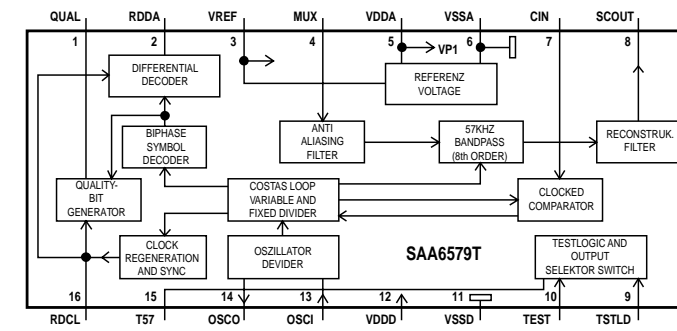 QUAL RDDA VREF MUX VDDA VSSA CIN SCOUT
1 2 3 4 5 6 7 8
VP1
DIFFERENTIAL
DECODER
REFERENZ
VOLTAGE
BIPHASE
SYMBOL
DECODER
ANTI
ALIASING
FILTER
57KHZ
BANDPASS
(8th ORDER)
RECONSTRUK.
FILTER
QUALITY-
BIT
GENERATOR
COSTAS LOOP
VARIABLE AND
FIXED DIVIDER
CLOCKED
COMPARATOR
CLOCK
REGENERATION
AND SYNC
OSZILLATOR
DEVIDER
SAA6579T
TESTLOGIC AND
OUTPUT
SELEKTOR SWITCH
16 15 14 13 12 11 10 9
RDCL T57 OSCO OSCI VDDD VSSD TEST TSTLD